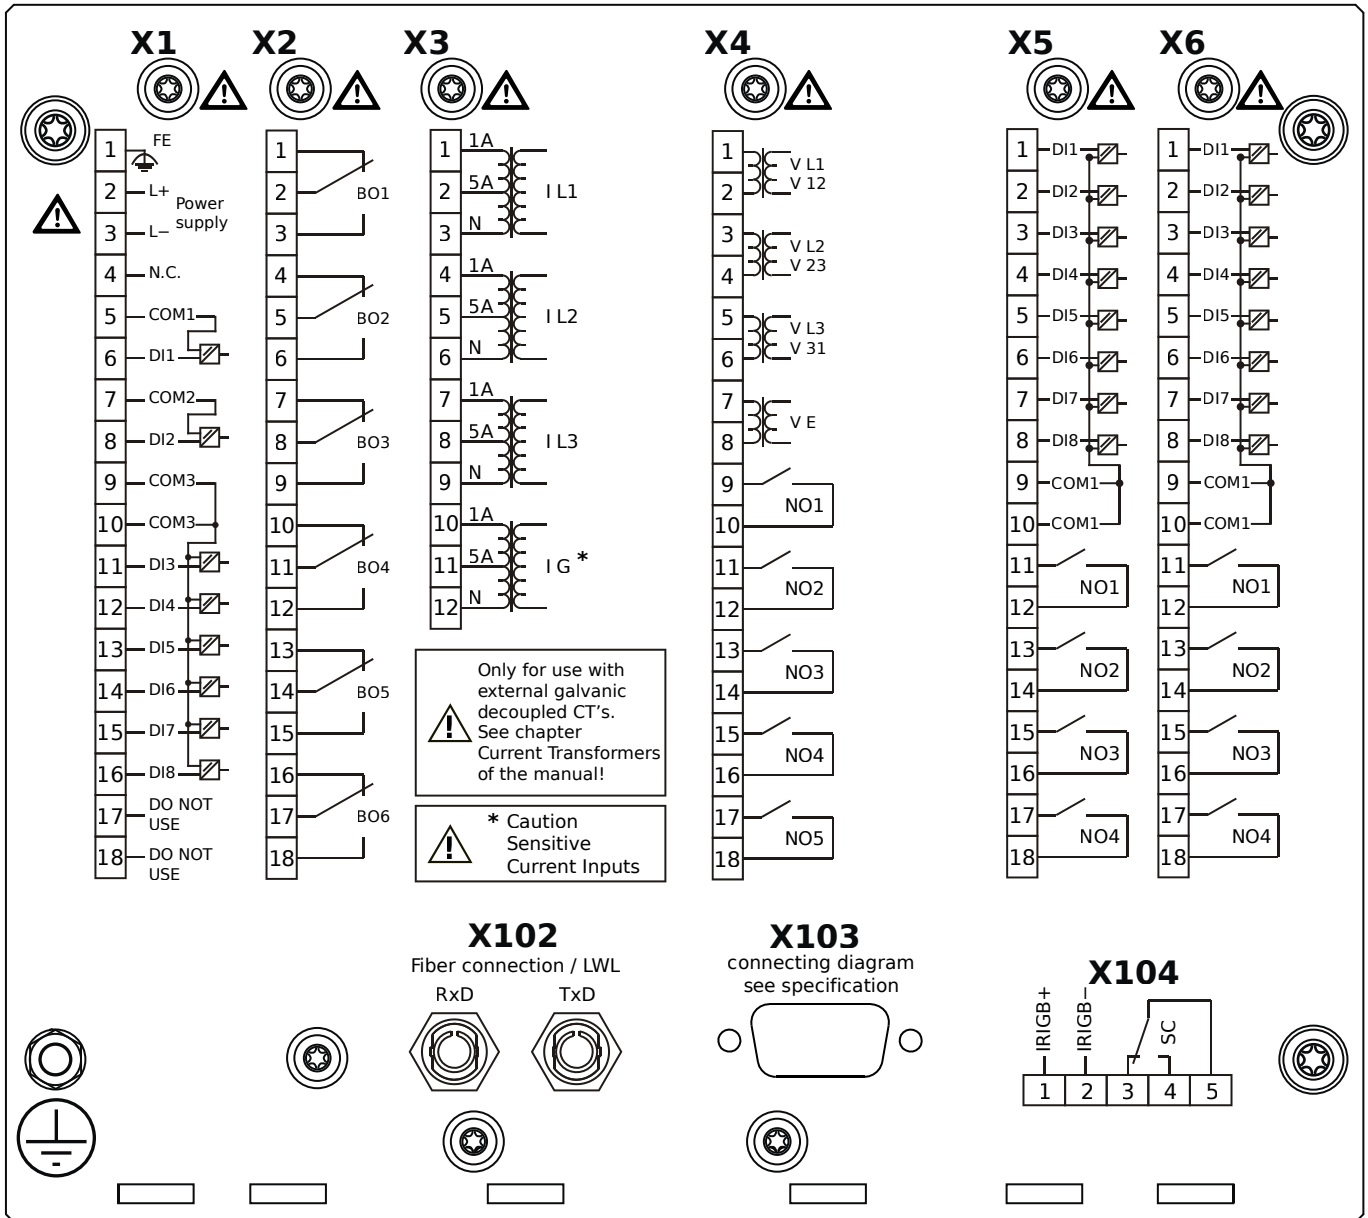 X1
X2
X3
X4
X5
X6
1 FE
2 L+
Power
supply
3 L−
4 N.C.
5 COM1
6 DI1
7 COM2
8 DI2
9 COM3
10 COM3
11 DI3
12 DI4
13 DI5
14 DI6
15 DI7
16 DI8
17 DO NOT
USE
18 DO NOT
USE
1
2 BO1
3
4
5 BO2
6
7
8 BO3
9
10
11 BO4
12
13
14 BO5
15
16
17 BO6
18
1 1A
2 5A I L1
3 N
4 1A
5 5A I L2
6 N
7 1A
8 5A I L3
9 N
10 1A
11 5A I G *
12 N
Only for use with
external galvanic
decoupled CT's.
See chapter
Current Transformers
of the manual!
* Caution
Sensitive
Current Inputs
1 V L1
2 V 12
3 V L2
4 V 23
5 V L3
6 V 31
7 V E
8
9 NO1
10
11 NO2
12
13 NO3
14
15 NO4
16
17 NO5
18
1 DI1
2 DI2
3 DI3
4 DI4
5 DI5
6 DI6
7 DI7
8 DI8
9 COM1
10 COM1
11 NO1
12
13 NO2
14
15 NO3
16
17 NO4
18
1 DI1
2 DI2
3 DI3
4 DI4
5 DI5
6 DI6
7 DI7
8 DI8
9 COM1
10 COM1
11 NO1
12
13 NO2
14
15 NO3
16
17 NO4
18
X102
Fiber connection / LWL
RxD TxD
X103
connecting diagram
see specification
X104
IRIGB+
IRIGB−
SC
1 2 3 4 5